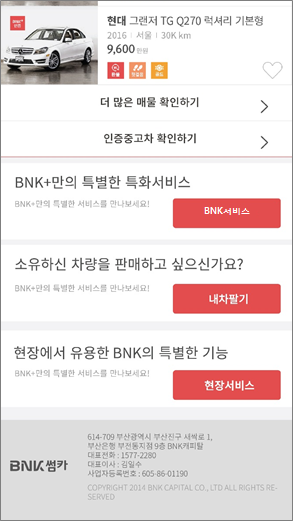 현대 그랜저 TG Q270 럭셔리 기본형
2016 | 서울 | 30K km
9,600 만원
더 많은 매물 확인하기
인증중고차 확인하기
BNK+만의 특별한 특화서비스
BNK+만의 특별한 서비스를 만나보세요!
BNK서비스
소유하신 차량을 판매하고 싶으신가요?
BNK+만의 특별한 서비스를 만나보세요!
내차팔기
현장에서 유용한 BNK의 특별한 기능
BNK+만의 특별한 서비스를 만나보세요!
현장서비스
BNK썸카
614-709 부산광역시 부산진구 새싹로 1,
부산은행 부전동지점 9층 BNK캐피탈
대표전화 : 1577-2280
대표이사 : 김일수
사업자등록번호 : 605-86-01190
COPYRIGHT 2014 BNK CAPITAL CO., LTD ALL RIGHTS RE-
SERVED